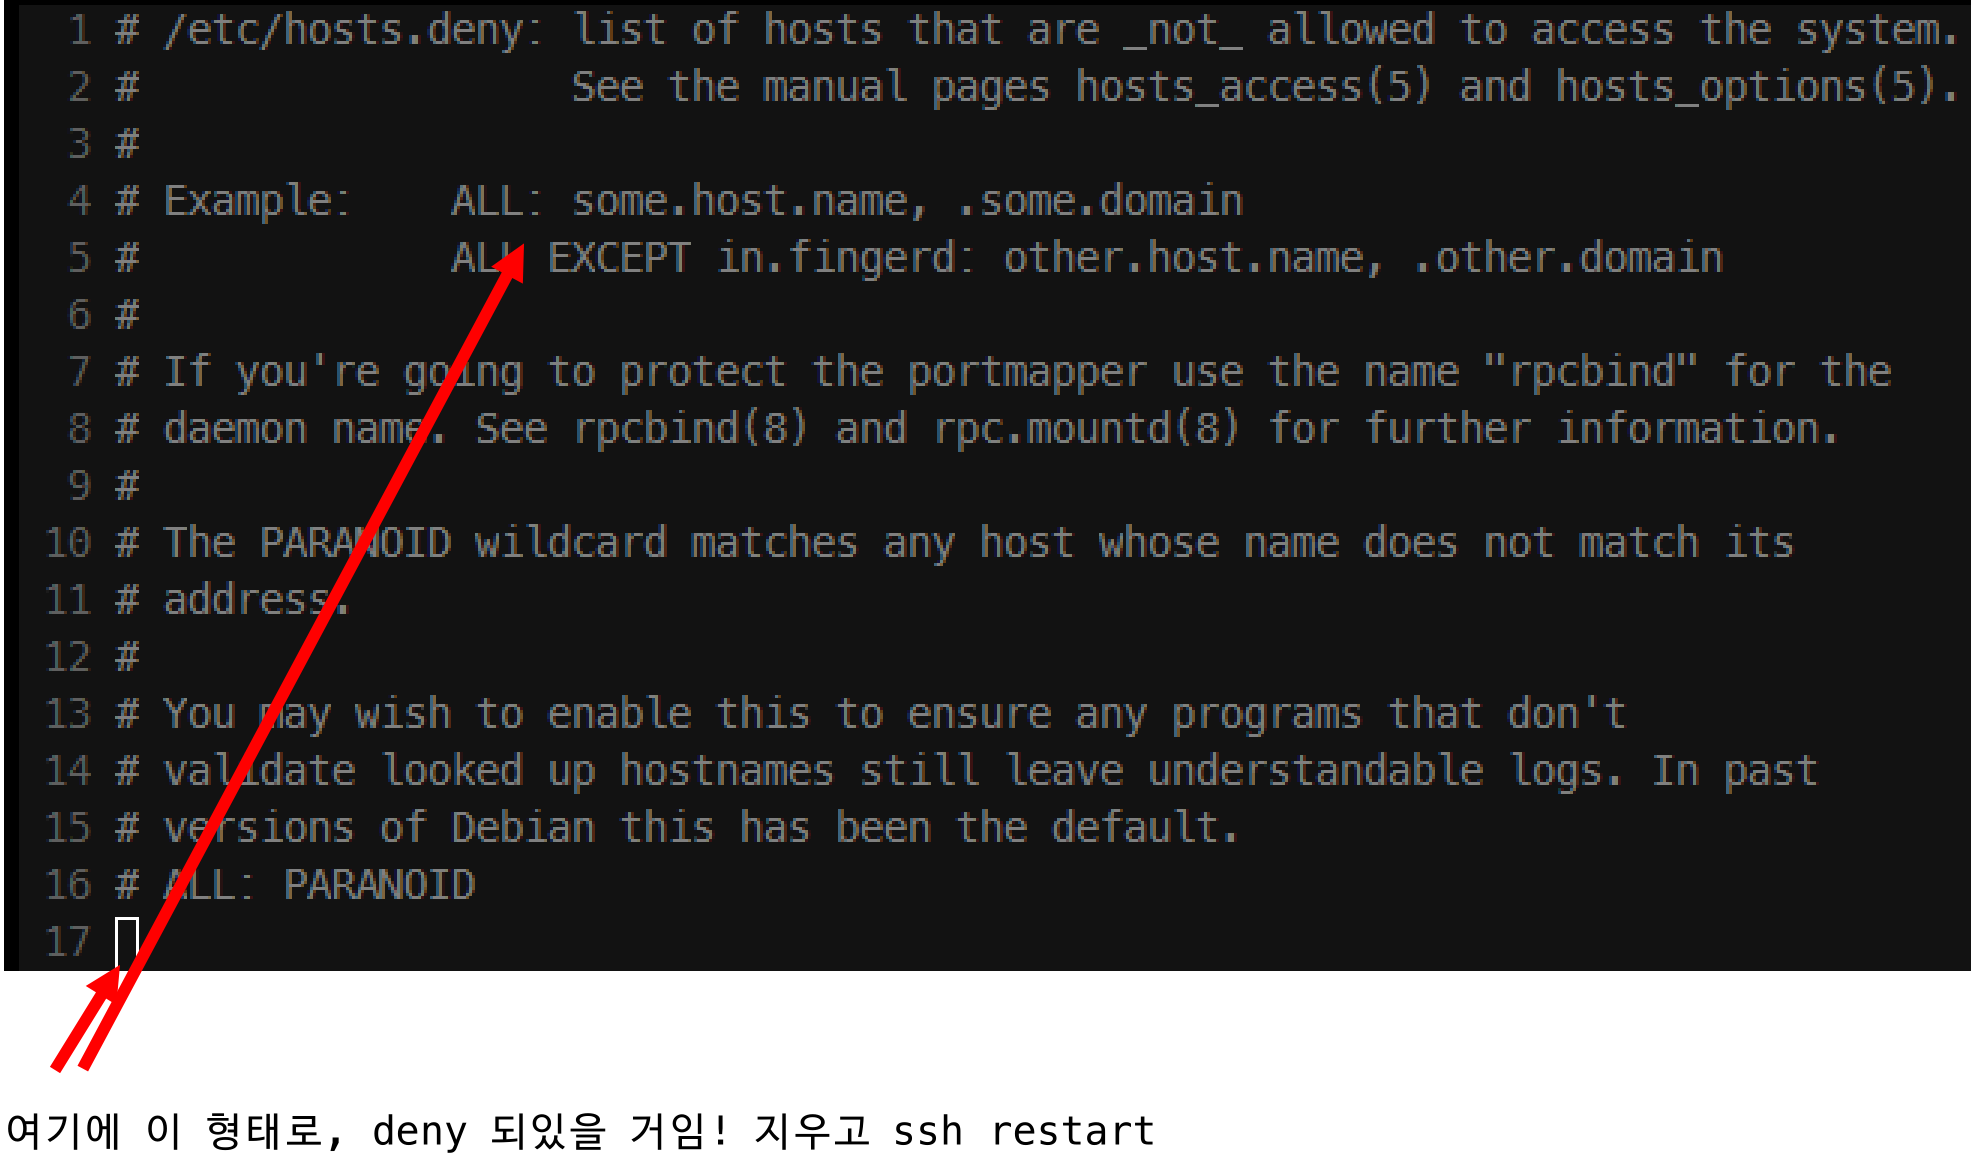 1 # /etc/hosts.deny: list of hosts that are _not_ allowed to access the system.
2 #                  See the manual pages hosts_access(5) and hosts_options(5).
3 #
4 # Example:    ALL: some.host.name, .some.domain
5 #             ALL EXCEPT in.fingerd: other.host.name, .other.domain
6 #
7 # If you're going to protect the portmapper use the name "rpcbind" for the
8 # daemon name. See rpcbind(8) and rpc.mountd(8) for further information.
9 #
10 # The PARANOID wildcard matches any host whose name does not match its
11 # address.
12 #
13 # You may wish to enable this to ensure any programs that don't
14 # validate looked up hostnames still leave understandable logs. In past
15 # versions of Debian this has been the default.
16 # ALL: PARANOID
17
여기에 이 형태로, deny 되있을 거임! 지우고 ssh restart